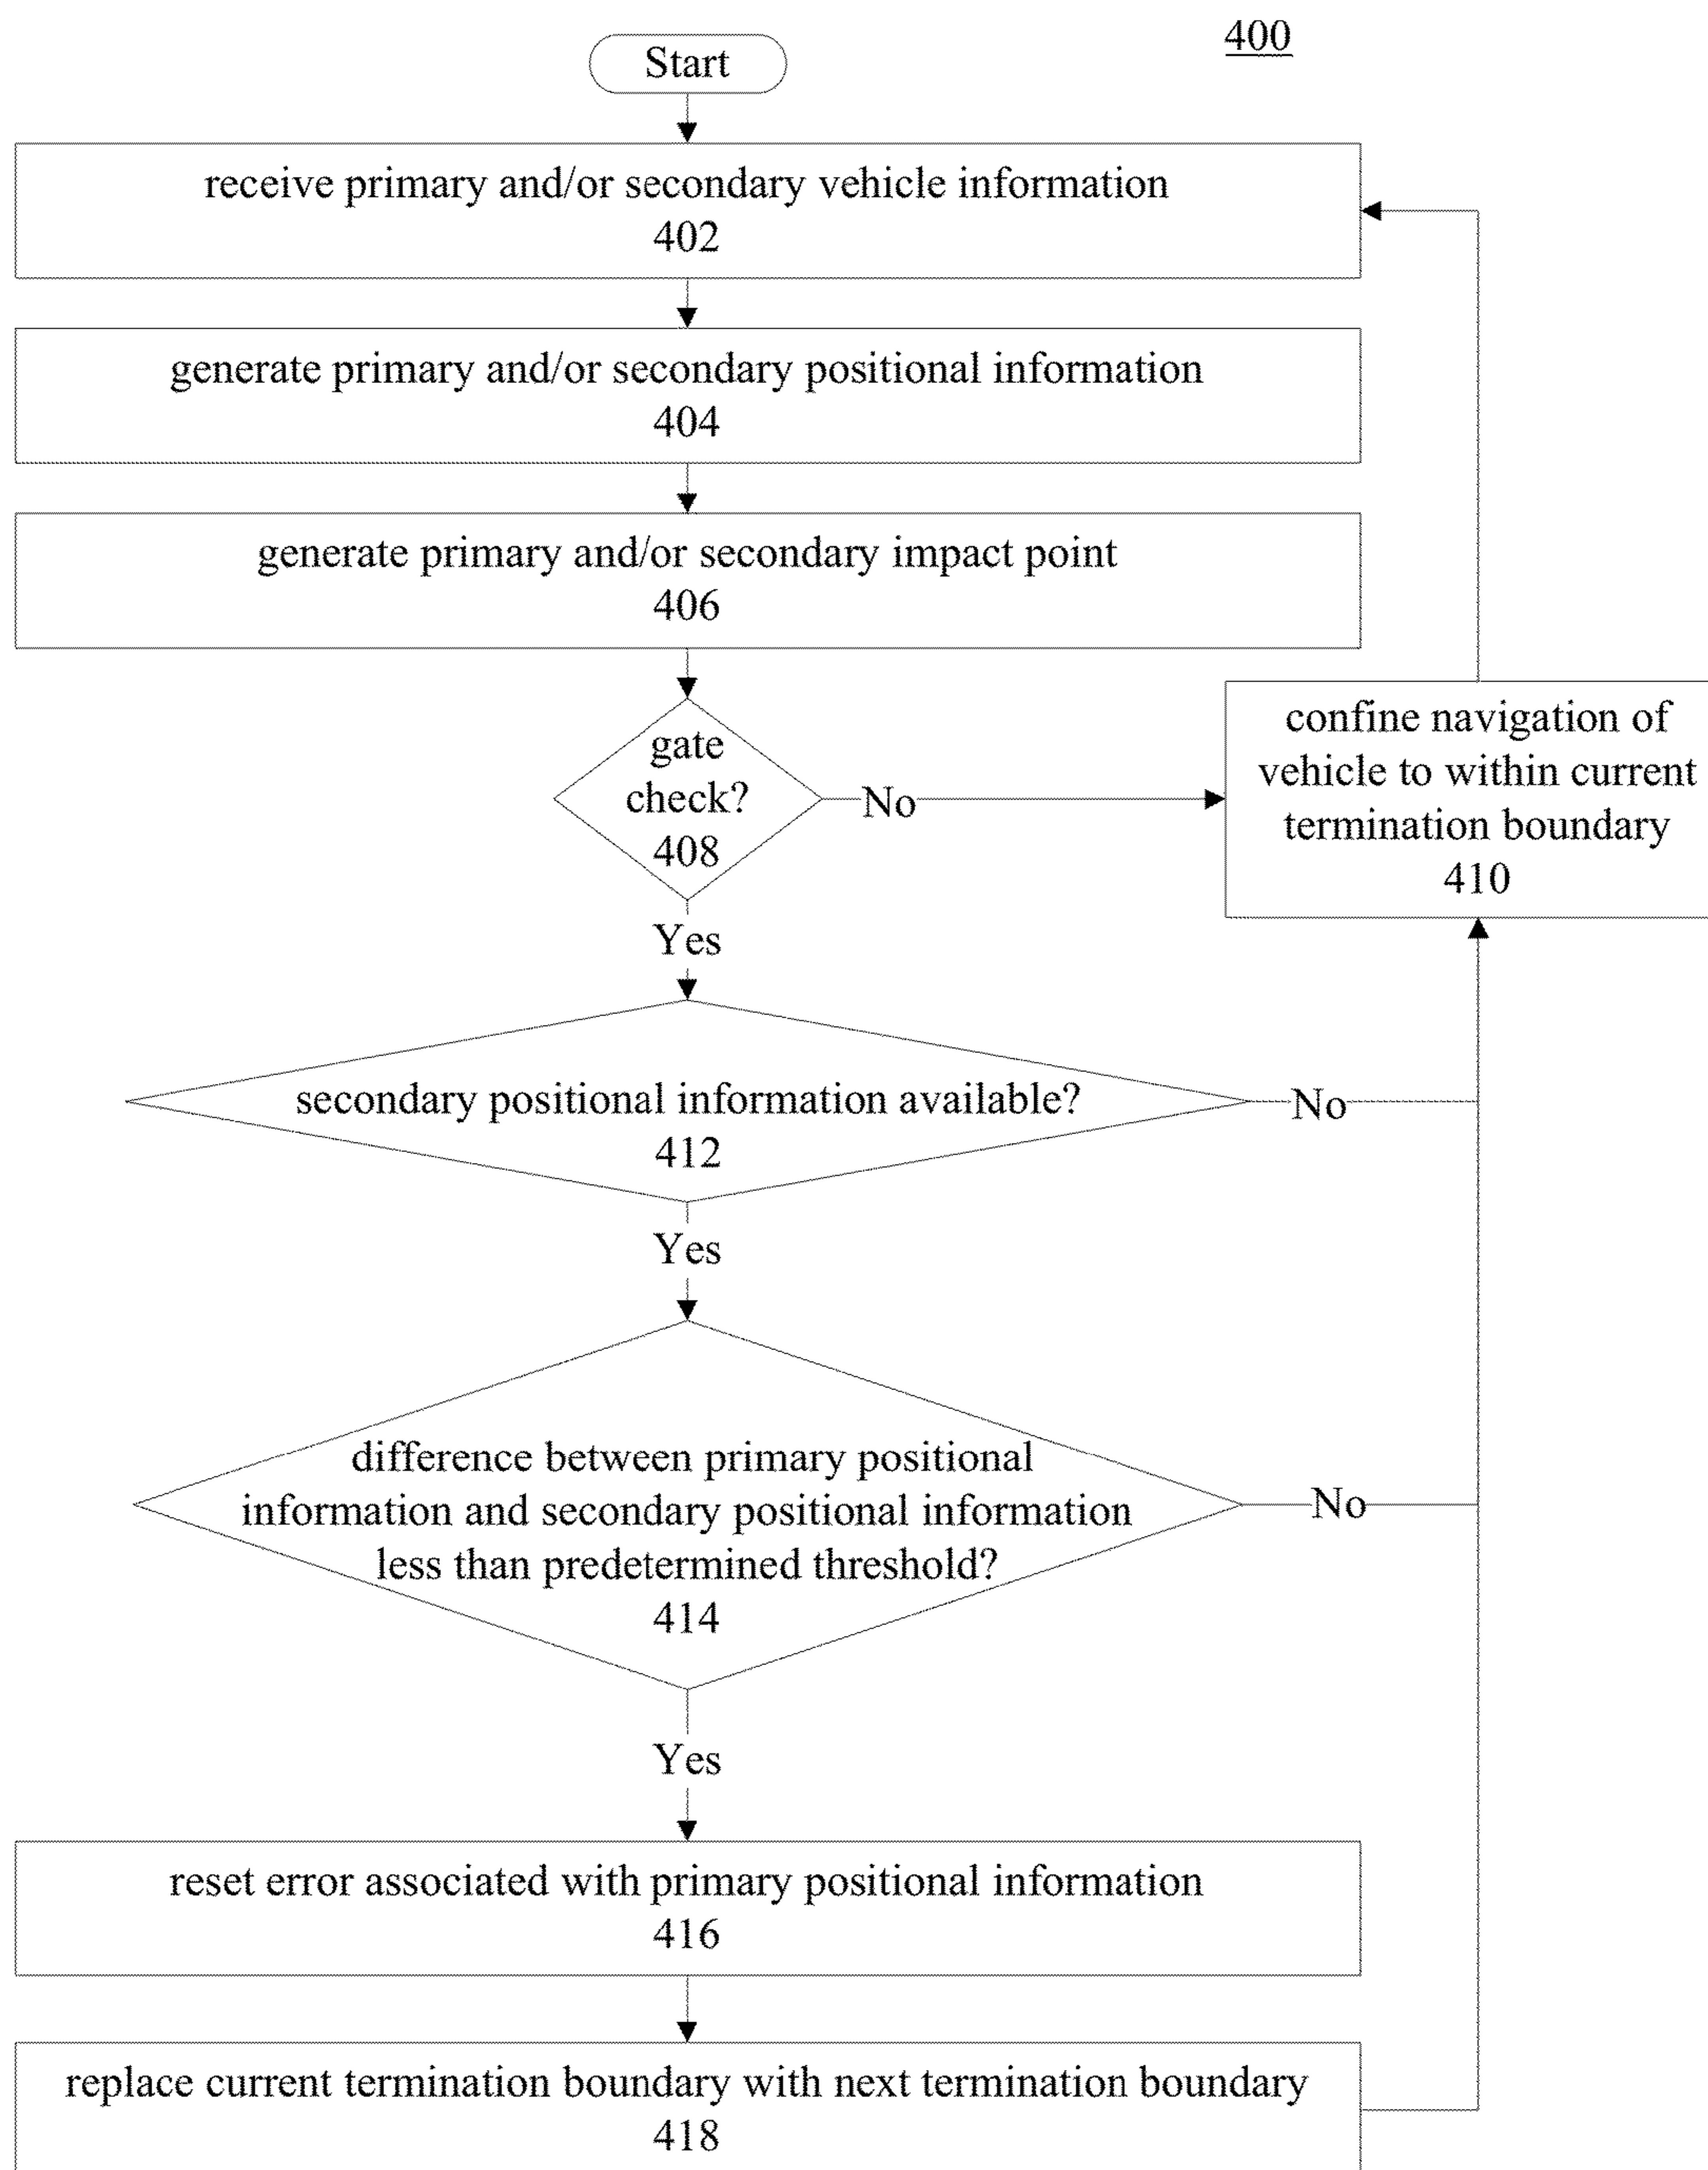 400
Start
receive primary and/or secondary vehicle information
402
generate primary and/or secondary positional information
404
generate primary and/or secondary impact point
406
gate
check?
408
No
confine navigation of
vehicle to within current
termination boundary
410
Yes
secondary positional information available?
412
No
Yes
difference between primary positional
information and secondary positional information
less than predetermined threshold?
414
No
Yes
reset error associated with primary positional information
416
replace current termination boundary with next termination boundary
418